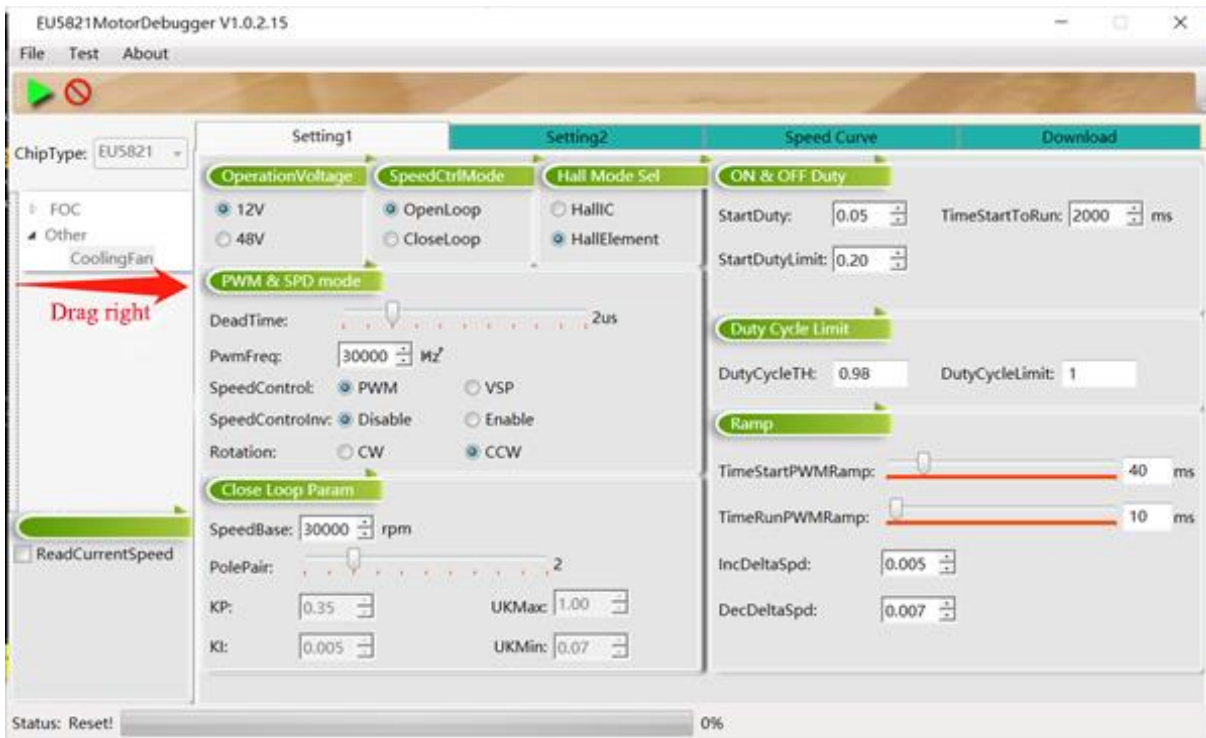 EU5821MotorDebugger V1.0.2.15
File Test About
Setting1 Setting2 Speed Curve Download
ChipType: EU5821
FOC
Other
CoolingFan
Drag right
ReadCurrentSpeed
OperationVoltage
12V
48V
SpeedCtrlMode
OpenLoop
CloseLoop
Hall Mode Sel
HallIC
HallElement
PWM & SPD mode
DeadTime: 2us
PwmFreq: 30000 Hz
SpeedControl: PWM VSP
SpeedControInv: Disable Enable
Rotation: CW CCW
Close Loop Param
SpeedBase: 30000 rpm
PolePair: 2
KP: 0.35 UKMax: 1.00
KI: 0.005 UKMin: 0.07
ON & OFF Duty
StartDuty: 0.05 TimeStartToRun: 2000 ms
StartDutyLimit: 0.20
Duty Cycle Limit
DutyCycleTH: 0.98 DutyCycleLimit: 1
Ramp
TimeStartPWMRamp: 40 ms
TimeRunPWMRamp: 10 ms
IncDeltaSpd: 0.005
DecDeltaSpd: 0.007
Status: Reset! 0%